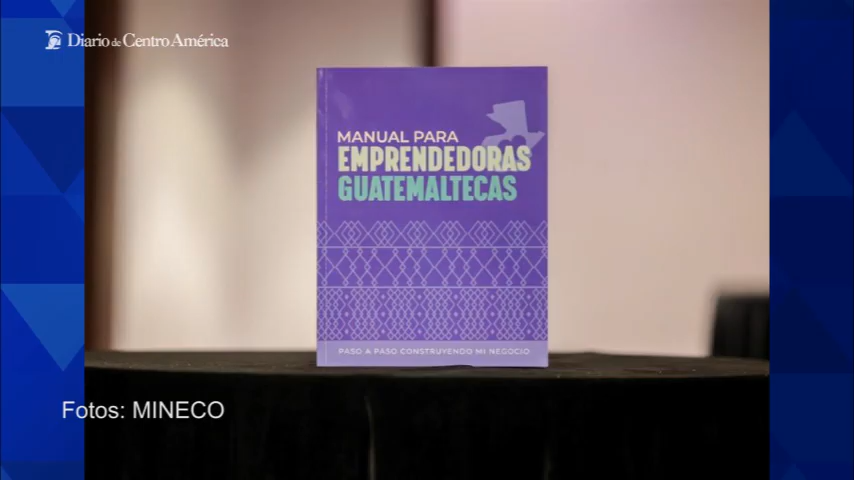 Diario de Centro América
MANUAL PARA
EMPRENDEDORAS
GUATEMALTECAS
PASO A PASO CONSTRUYENDO MI NEGOCIO
Fotos: MINECO